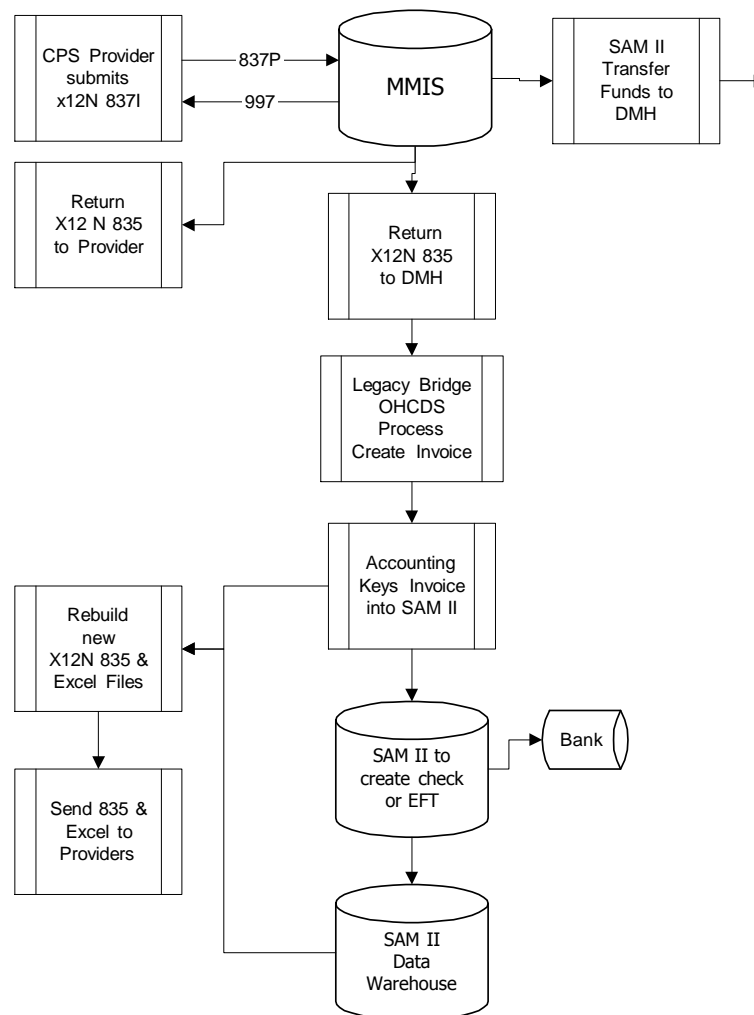 CPS Provider
submits
x12N 837I
837P
997
MMIS
SAM II
Transfer
Funds to
DMH
Return
X12 N 835
to Provider
Return
X12N 835
to DMH
Legacy Bridge
OHCDS
Process
Create Invoice
Accounting
Keys Invoice
into SAM II
Rebuild
new
X12N 835 &
Excel Files
SAM II to
create check
or EFT
Bank
Send 835 &
Excel to
Providers
SAM II
Data
Warehouse